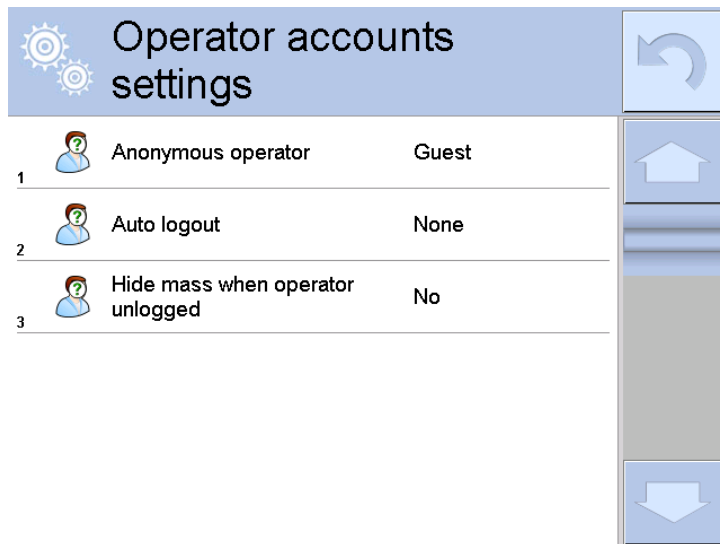 Operator accounts
settings
1 Anonymous operator Guest
2 Auto logout None
3 Hide mass when operator
unlogged No